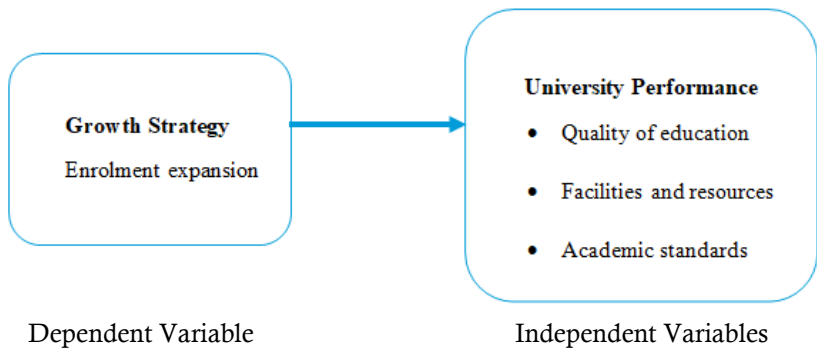 Growth Strategy
Enrolment expansion
University Performance
• Quality of education
• Facilities and resources
• Academic standards
Dependent Variable
Independent Variables